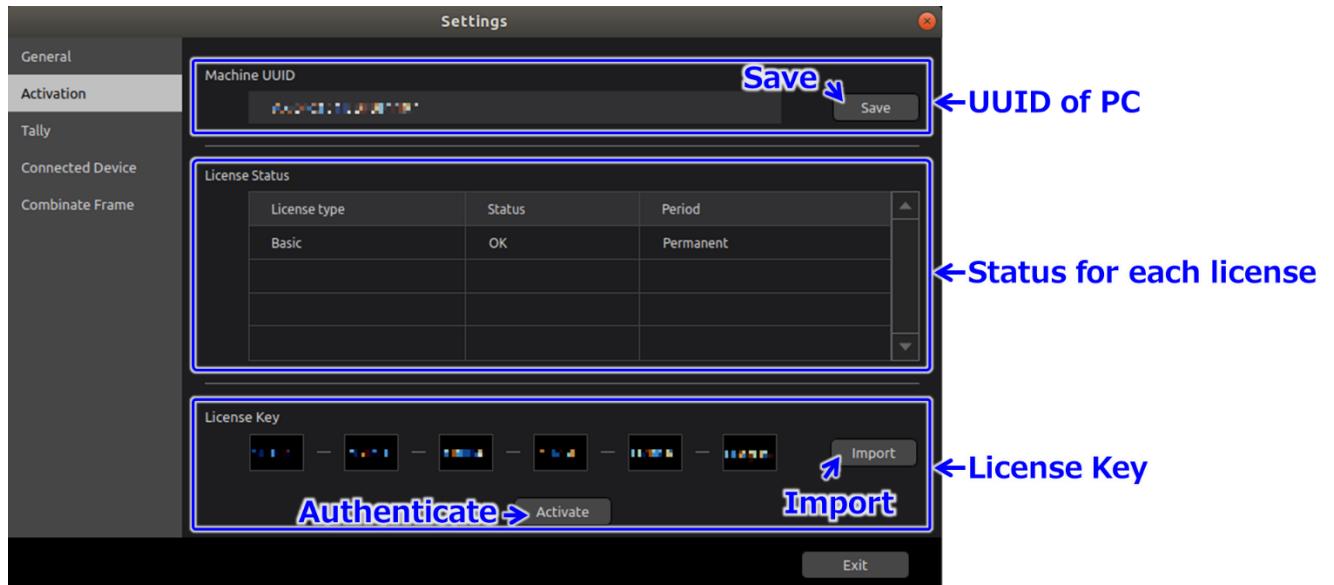 Settings
General
Activation
Tally
Connected Device
Combinate Frame
Machine UUID
Save
Save
←UUID of PC
License Status
License type Status Period
Basic OK Permanent
←Status for each license
License Key
— — — — —
Import
Import
←License Key
Authenticate→
Activate
Exit